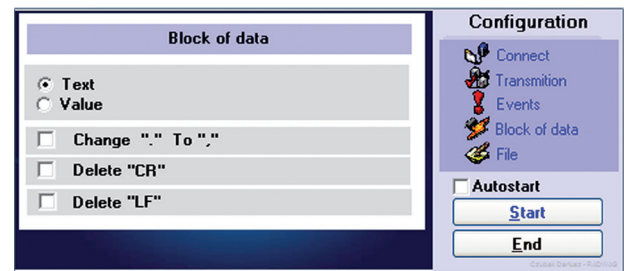 Block of data
Text
Value
Change "." To ","
Delete "CR"
Delete "LF"
Configuration
Connect
Transmition
Events
Block of data
File
Autostart
Start
End